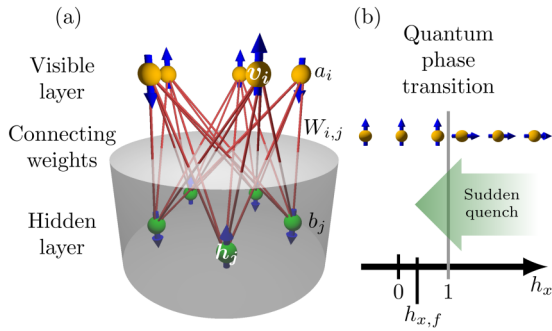 (a)
Visible
layer
v_i
a_i
W_{i,j}
Connecting
weights
Hidden
layer
b_j
h_j
(b)
Quantum
phase
transition
Sudden
quench
0
1
h_x
h_{x,f}